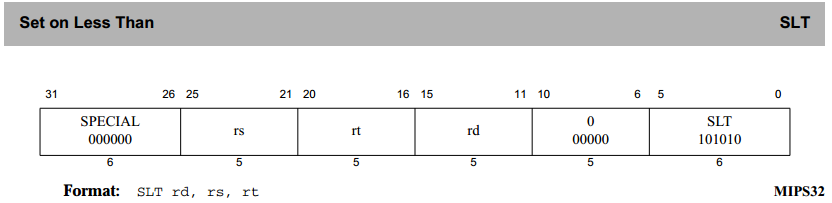 Set on Less Than SLT
31 26 25 21 20 16 15 11 10 6 5 0
SPECIAL 0 SLT
rs rt rd
000000 00000 101010
6 5 5 5 5 6
Format: SLT rd, rs, rt MIPS32